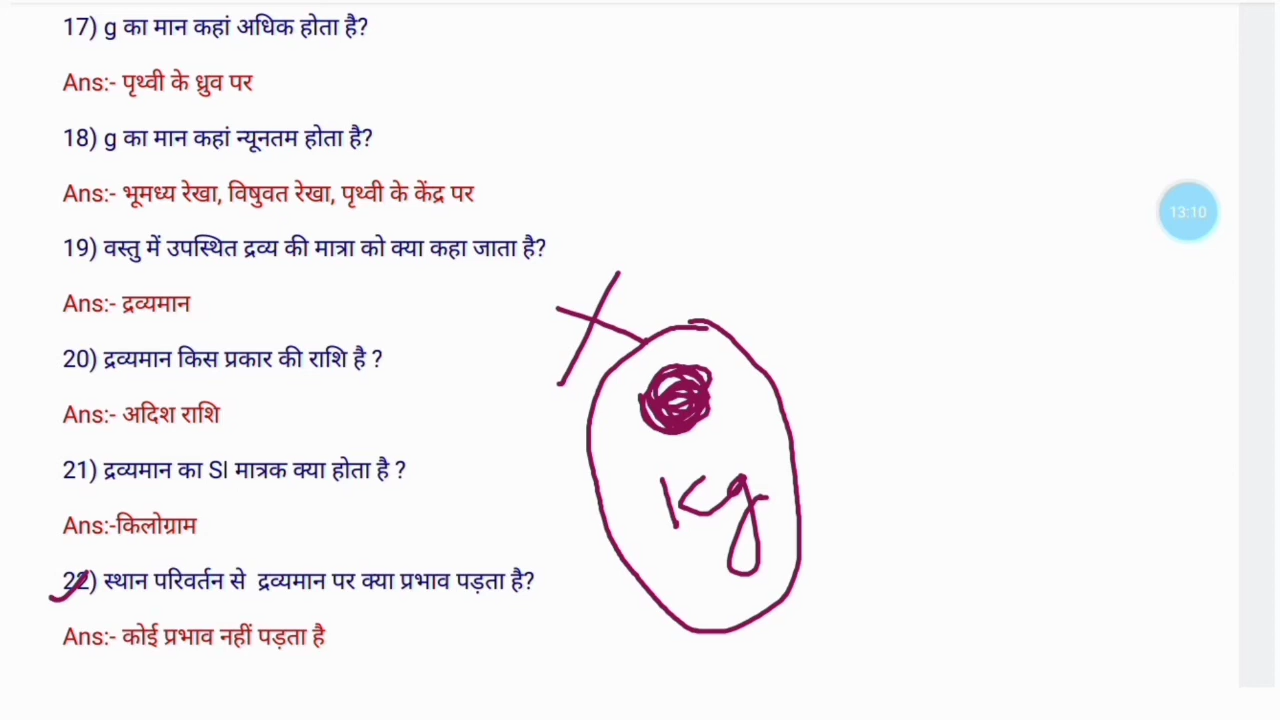 17) g का मान कहां अधिक होता है?
Ans:- पृथ्वी के ध्रुव पर
18) g का मान कहां न्यूनतम होता है?
Ans:- भूमध्य रेखा, विषुवत रेखा, पृथ्वी के केंद्र पर
13:10
19) वस्तु में उपस्थित द्रव्य की मात्रा को क्या कहा जाता है?
Ans:- द्रव्यमान
20) द्रव्यमान किस प्रकार की राशि है ?
Ans:- अदिश राशि
21) द्रव्यमान का SI मात्रक क्या होता है ?
Kg
Ans:-किलोग्राम
22) स्थान परिवर्तन से द्रव्यमान पर क्या प्रभाव पड़ता है?
Ans:- कोई प्रभाव नहीं पड़ता है